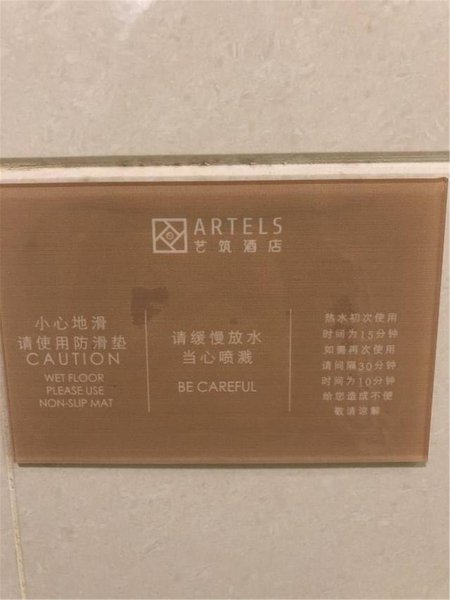 ARTELS
艺筑酒店
小心地滑
请使用防滑垫
CAUTION
WET FLOOR
PLEASE USE
NON-SLIP MAT
请缓慢放水
当心喷溅
BE CAREFUL
热水初次使用
时间为15分钟
如需再次使用
请间隔30分钟
时间为10分钟
给您造成不便
敬请谅解